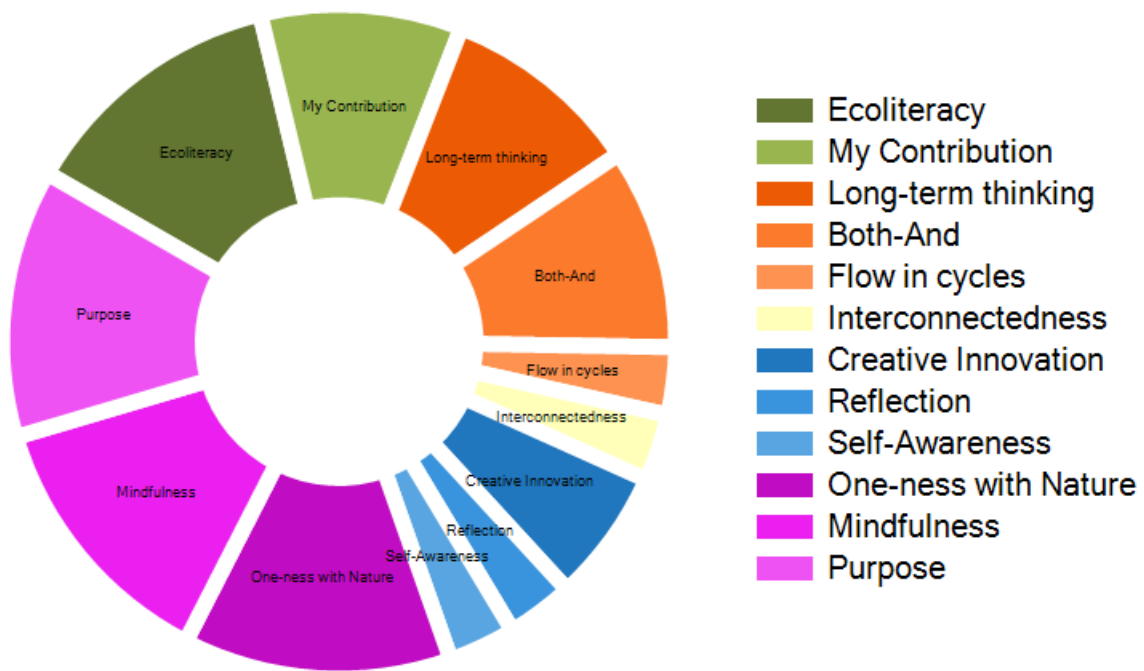 My Contribution
Ecoliteracy
Long-term thinking
Both-And
Purpose
Flow in cycles
Interconnectedness
Creative Innovation
Mindfulness
Reflection
Self-Awareness
One-ness with Nature
Ecoliteracy
My Contribution
Long-term thinking
Both-And
Flow in cycles
Interconnectedness
Creative Innovation
Reflection
Self-Awareness
One-ness with Nature
Mindfulness
Purpose